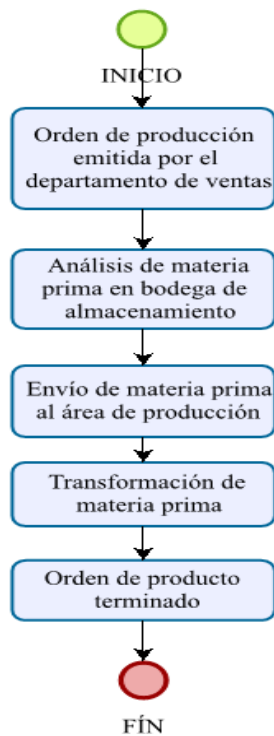 INICIO
Orden de producción
emitida por el
departamento de ventas
Análisis de materia
prima en bodega de
almacenamiento
Envío de materia prima
al área de producción
Transformación de
materia prima
Orden de producto
terminado
FÍN